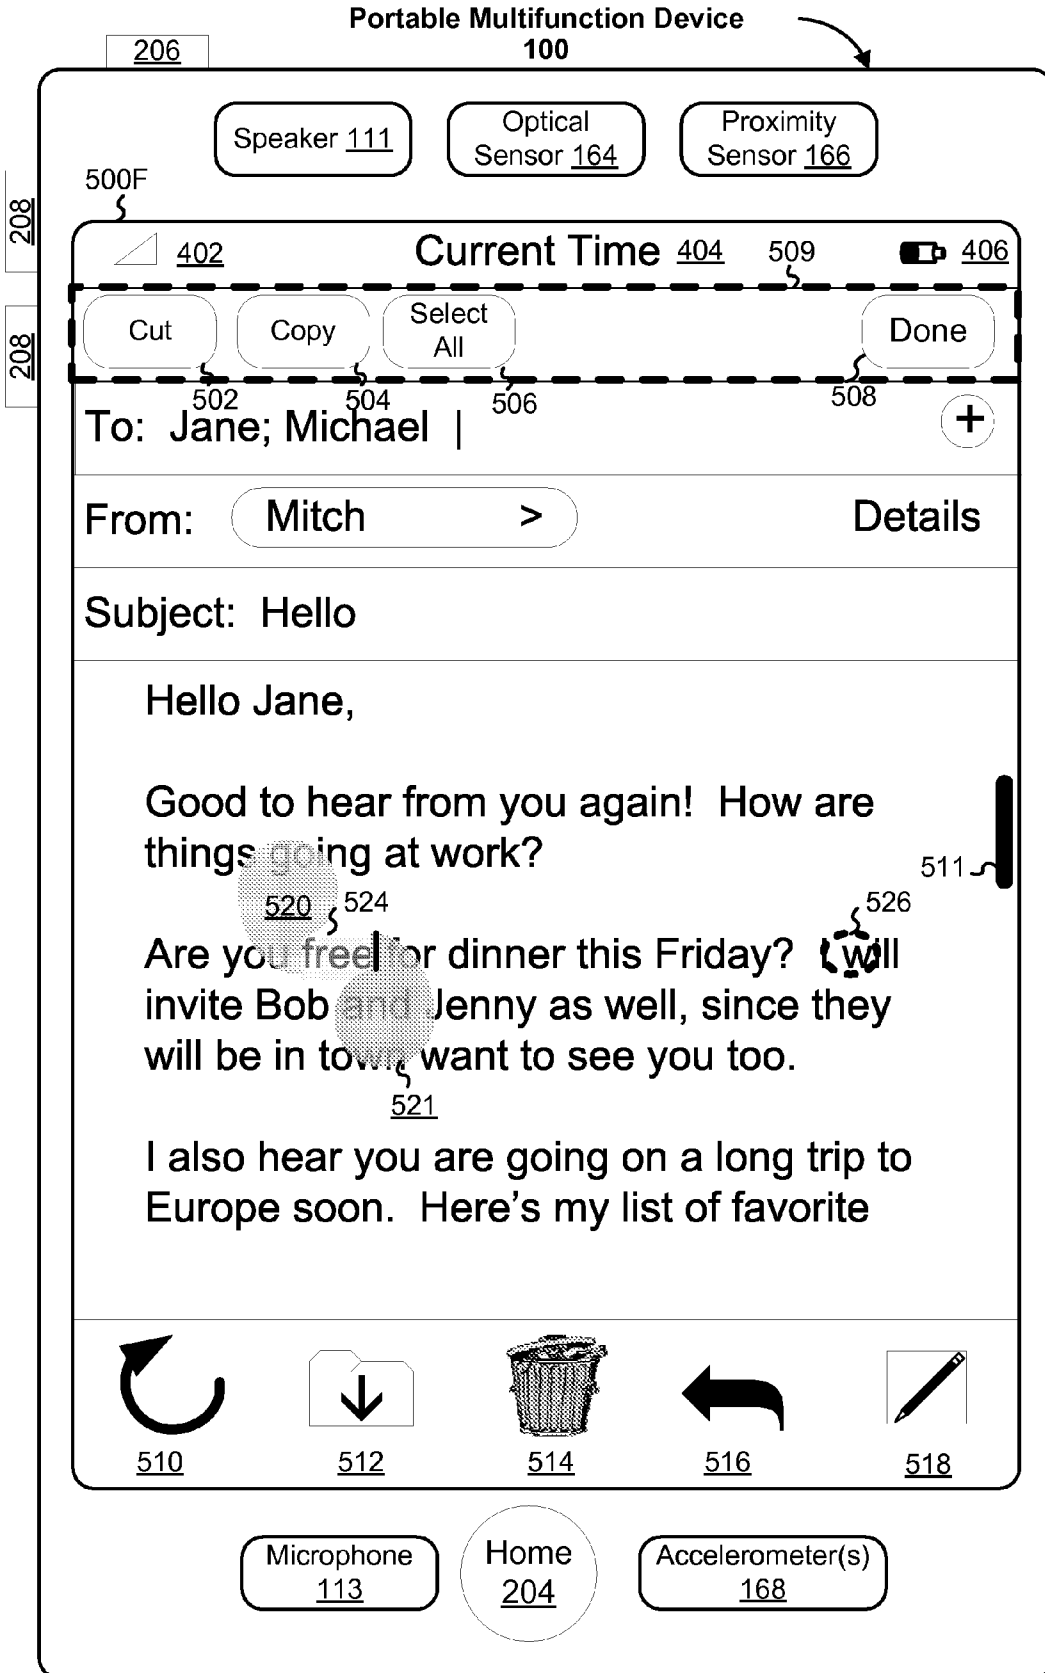 Portable Multifunction Device
100
206
Speaker 111
Optical
Sensor 164
Proximity
Sensor 166
500F
208
208
402
Current Time 404
509
406
Cut
Copy
Select
All
Done
502
504
506
508
To: Jane; Michael |
+
From: Mitch >
Details
Subject: Hello
Hello Jane,
Good to hear from you again! How are
things going at work?
511
520
524
526
Are you free for dinner this Friday? I will
invite Bob and Jenny as well, since they
will be in town want to see you too.
521
I also hear you are going on a long trip to
Europe soon. Here's my list of favorite
510
512
514
516
518
Microphone
113
Home
204
Accelerometer(s)
168